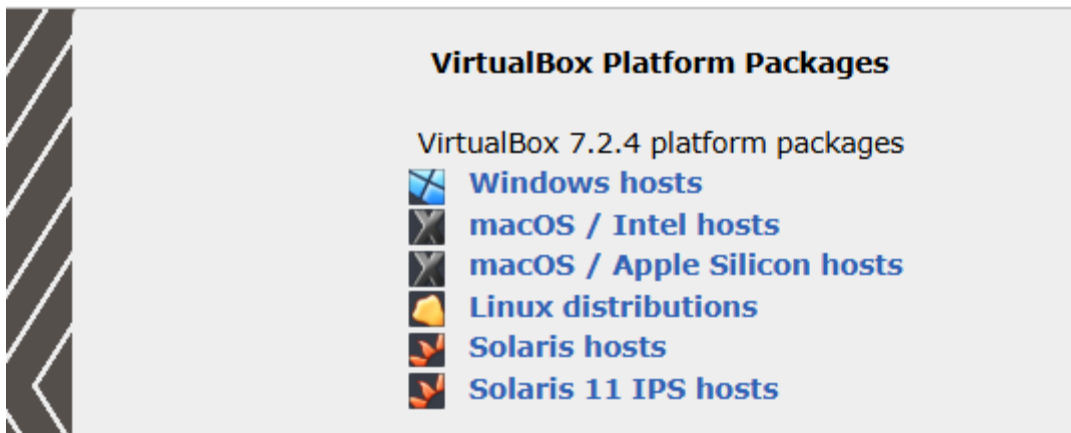 VirtualBox Platform Packages
VirtualBox 7.2.4 platform packages
Windows hosts
macOS / Intel hosts
macOS / Apple Silicon hosts
Linux distributions
Solaris hosts
Solaris 11 IPS hosts